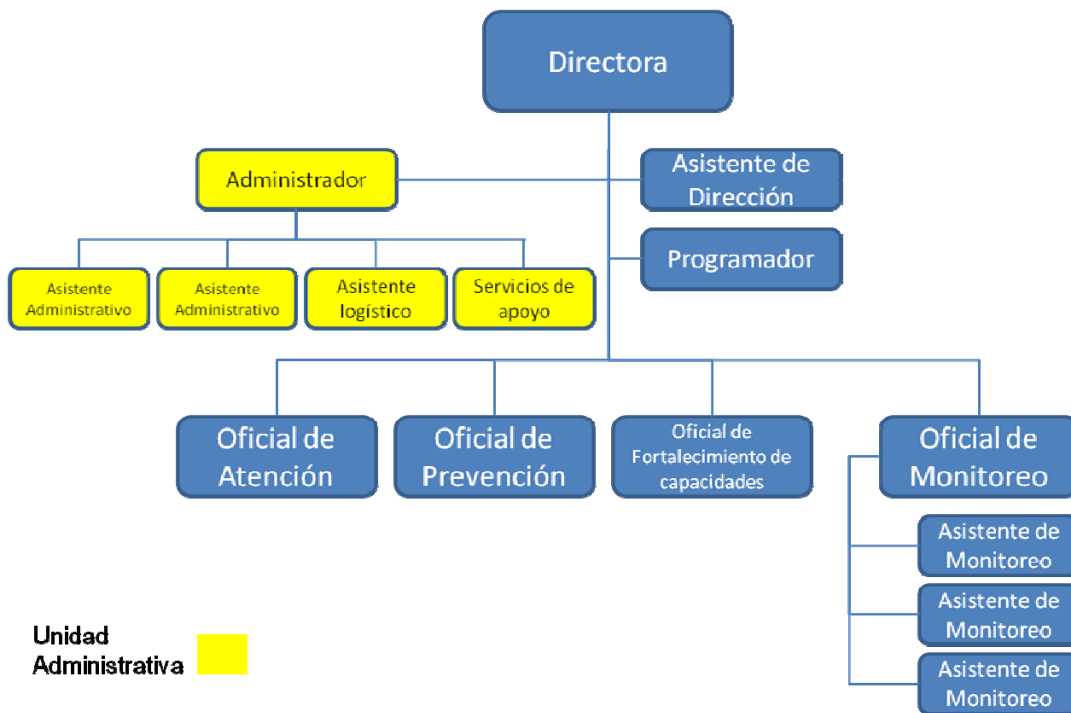 Directora
Administrador
Asistente de
Dirección
Programador
Asistente
Administrativo
Asistente
Administrativo
Asistente
logístico
Servicios de
apoyo
Oficial de
Atención
Oficial de
Prevención
Oficial de
Fortalecimiento de
capacidades
Oficial de
Monitoreo
Asistente de
Monitoreo
Asistente de
Monitoreo
Asistente de
Monitoreo
Unidad
Administrativa